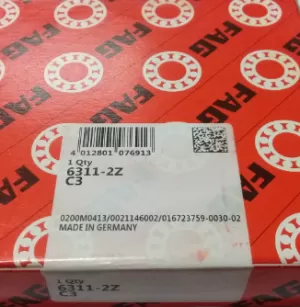 FAG
FAG
FAG
FAG
4 012801 076913
1 Qty
6311-2Z
C3
0200M0413/0021146002/016723759-0030-02
MADE IN GERMANY
1 Qty
6311-2Z
C3